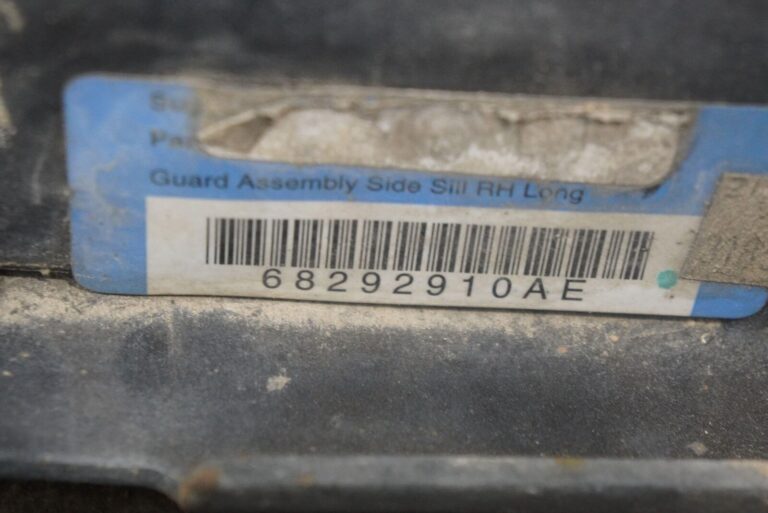 Guard Assembly Side Sill RH Long
68292910AE